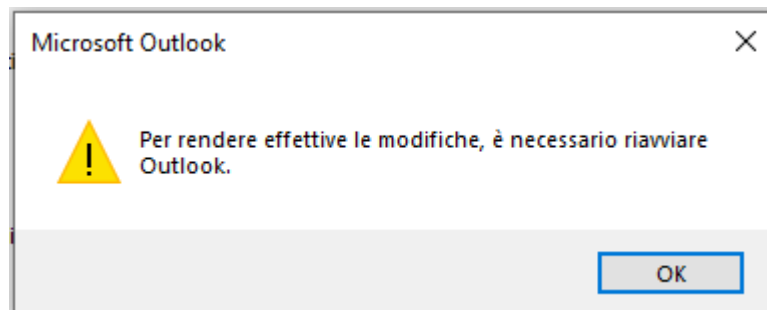 Microsoft Outlook
Per rendere effettive le modifiche, è necessario riavviare
Outlook.
OK